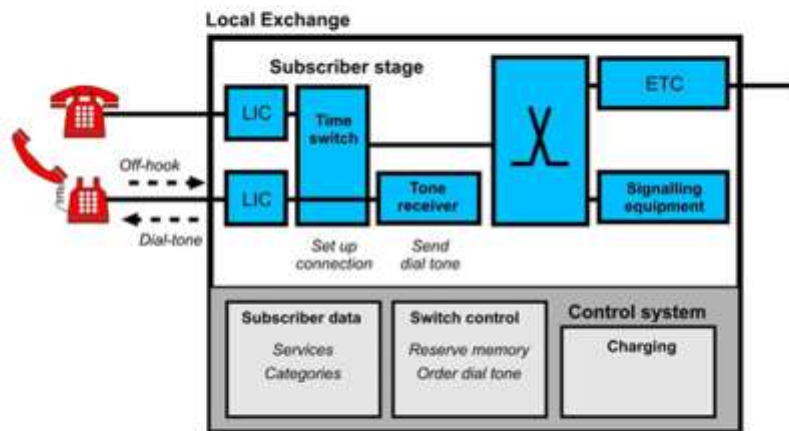 Local Exchange
Subscriber stage
LIC
Time
switch
ETC
Off-hook
LIC
Tone
receiver
Signalling
equipment
Dial-tone
Set up
connection
Send
dial tone
Control system
Subscriber data
Services
Categories
Switch control
Reserve memory
Order dial tone
Charging